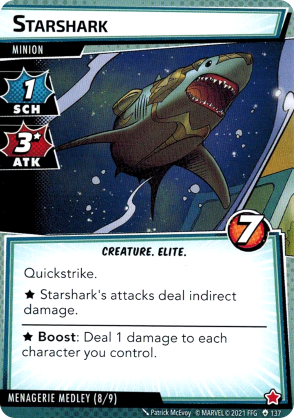 STARSHARK
MINION
1
SCH
3★
ATK
7
CREATURE. ELITE.
Quickstrike.
★ Starshark's attacks deal indirect
damage.
★ Boost: Deal 1 damage to each
character you control.
MENAGERIE MEDLEY (8/9)
Patrick McEvoy © MARVEL © 2021 FFG 137